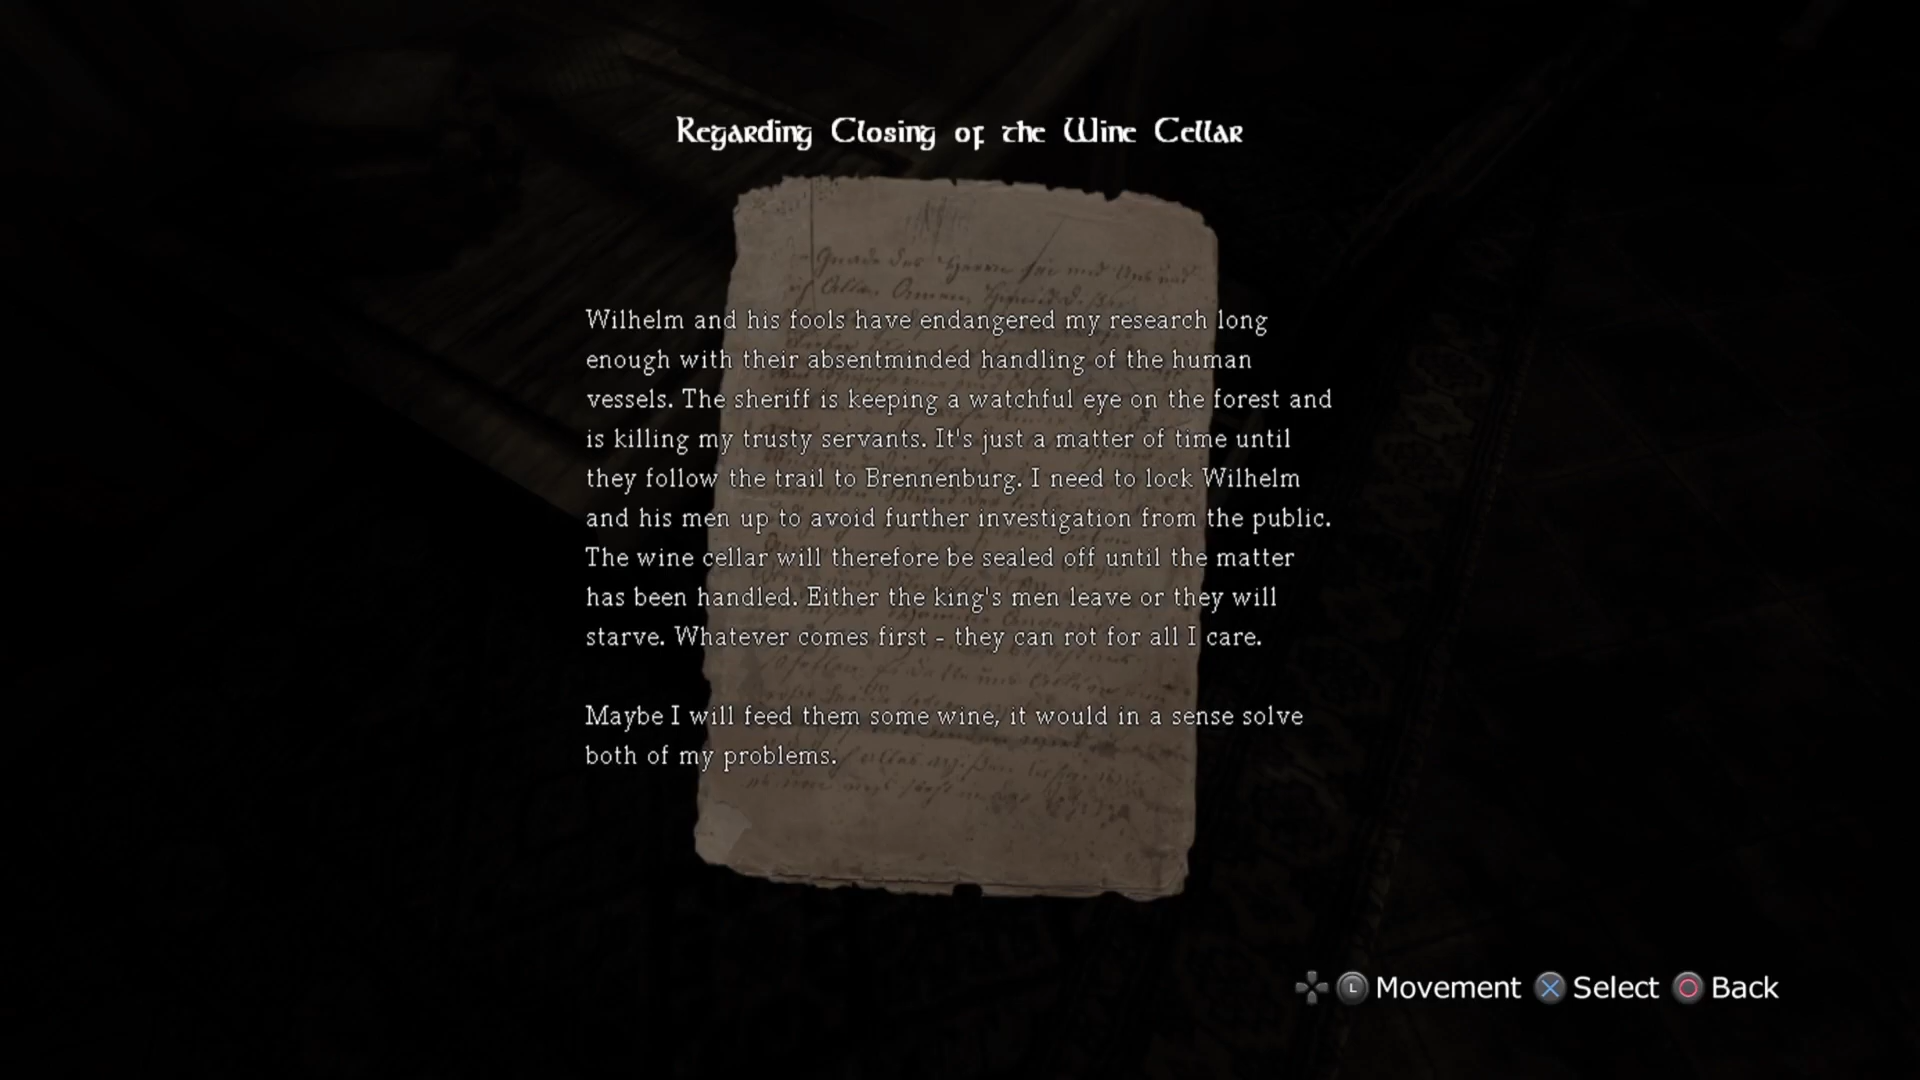 Regarding Closing of the Wine Cellar
Wilhelm and his fools have endangered my research long
enough with their absentminded handling of the human
vessels. The sheriff is keeping a watchful eye on the forest and
is killing my trusty servants. It's just a matter of time until
they follow the trail to Brennenburg. I need to lock Wilhelm
and his men up to avoid further investigation from the public.
The wine cellar will therefore be sealed off until the matter
has been handled. Either the king's men leave or they will
starve. Whatever comes first - they can rot for all I care.
Maybe I will feed them some wine, it would in a sense solve
both of my problems.
L Movement Select Back